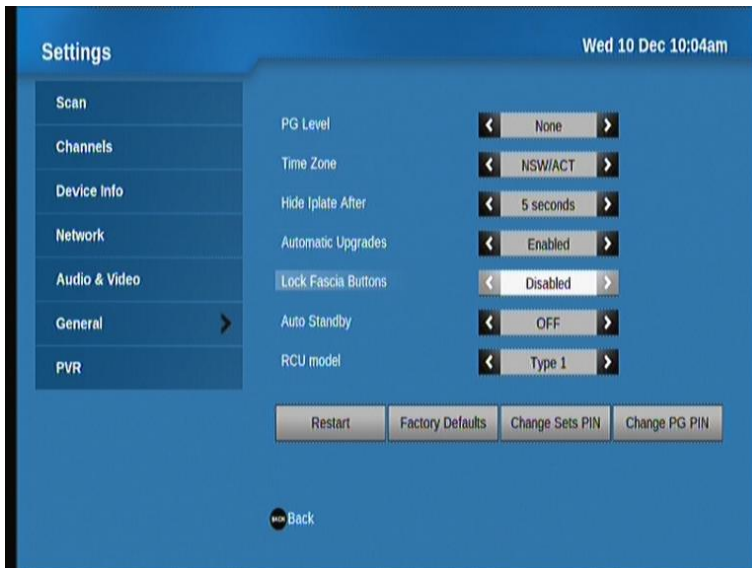 Settings
Wed 10 Dec 10:04am
Scan
Channels
Device Info
Network
Audio & Video
General
PVR
PG Level None
Time Zone NSW/ACT
Hide Iplate After 5 seconds
Automatic Upgrades Enabled
Lock Fascia Buttons Disabled
Auto Standby OFF
RCU model Type 1
Restart Factory Defaults Change Sets PIN Change PG PIN
BACK Back